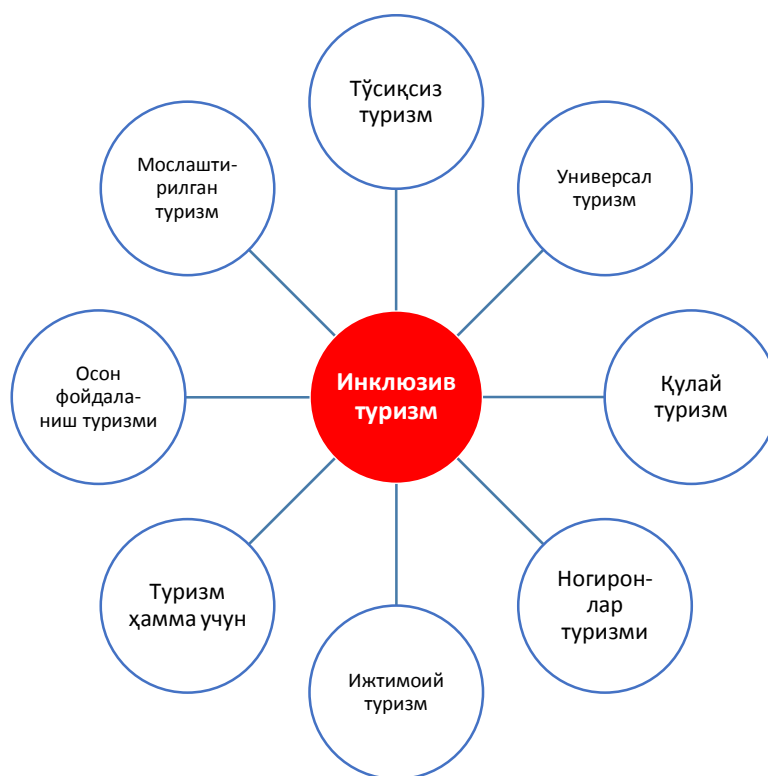 Тўсиқсиз
туризм
Универсал
туризм
Қулай
туризм
Ногирон-
лар
туризми
Ижтимоий
туризм
Туризм
ҳамма учун
Осон
фойдала-
ниш туризми
Мослашти-
рилган
туризм
Инклюзив
туризм